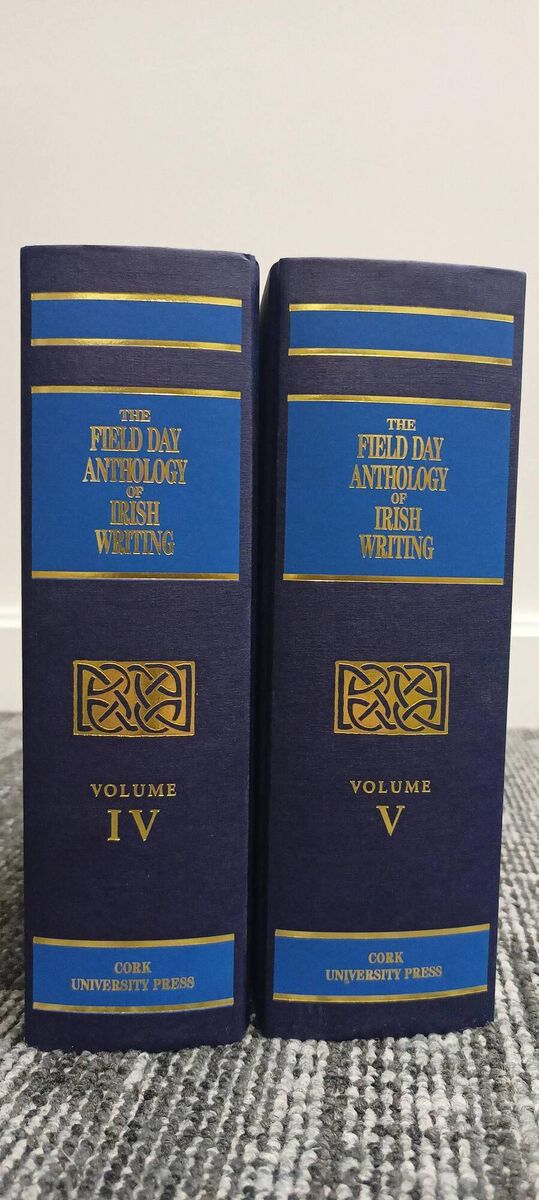 THE
FIELD DAY
ANTHOLOGY
OF
IRISH
WRITING
VOLUME
IV
CORK
UNIVERSITY PRESS
THE
FIELD DAY
ANTHOLOGY
OF
IRISH
WRITING
VOLUME
V
CORK
UNIVERSITY PRESS